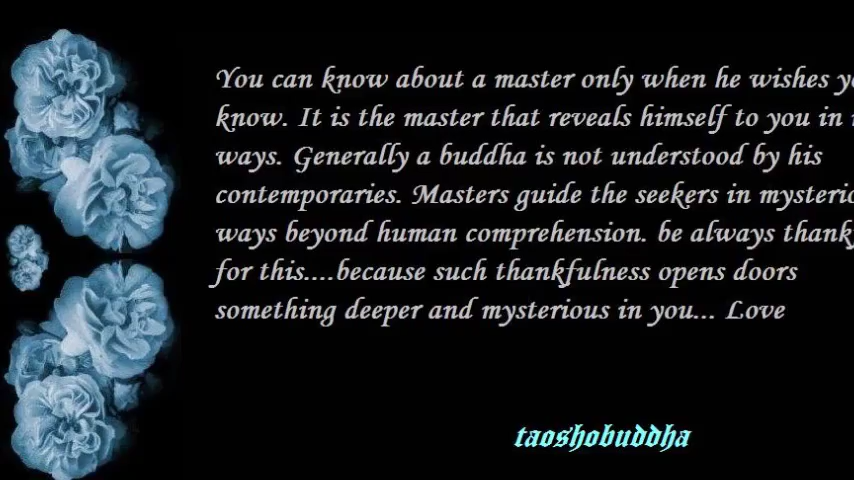 You can know about a master only when he wishes
know. It is the master that reveals himself to you in
ways. Generally a buddha is not understood by his
contemporaries. Masters guide the seekers in
ways beyond human comprehension. be always
for this....because such thankfulness opens doors
something deeper and mysterious in you... Love
taoshobuddha